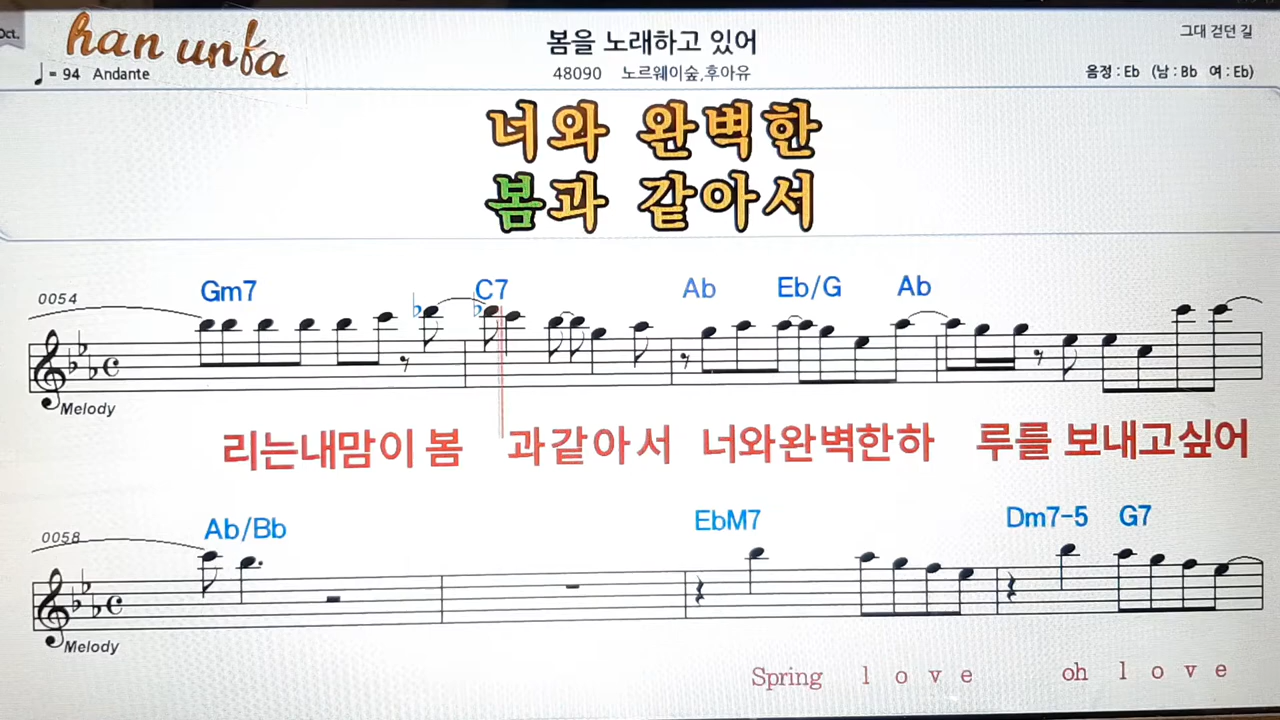 Oct.
han unfa
= 94 Andante
봄을 노래하고 있어
48090 노르웨이숲,후아유
그대 걷던 길
음정 : Eb (남 : Bb 여 : Eb)
너와 완벽한
봄과 같아서
0054
Gm7 C7 Ab Eb/G Ab
Melody
리는내맘이 봄 과같아서 너와완벽한하 루를 보내고싶어
0058
Ab/Bb EbM7 Dm7-5 G7
Melody
Spring l o v e oh l o v e